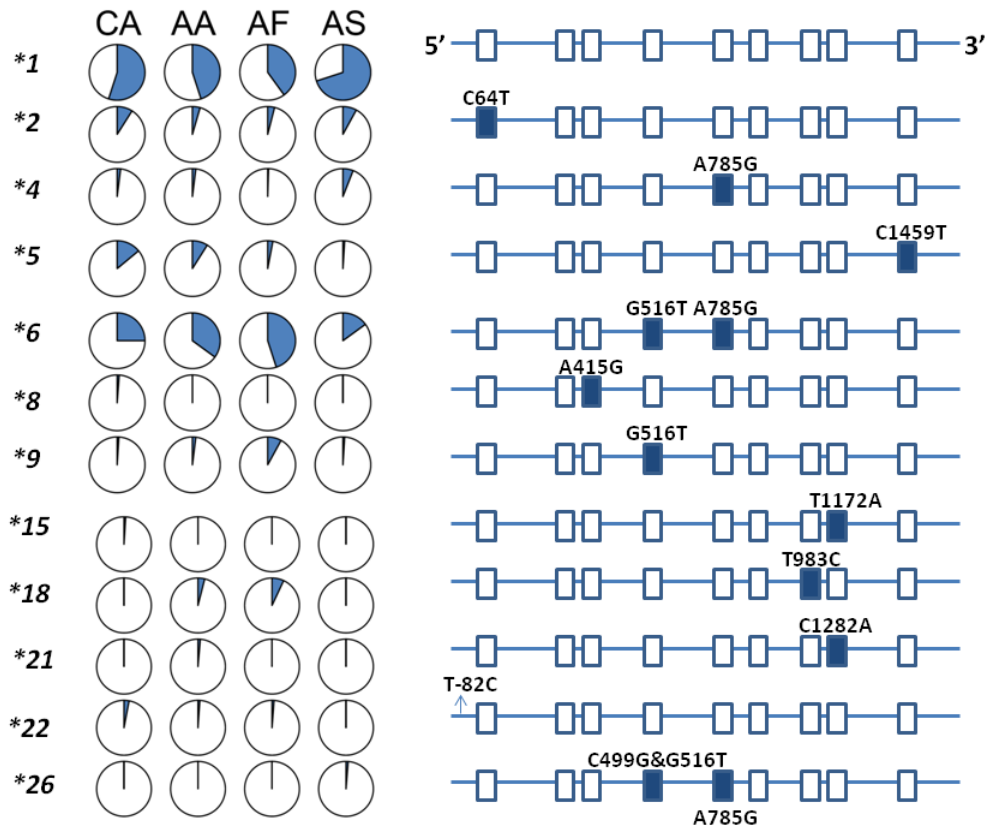 CA AA AF AS
5’ 3’
*1
C64T
*2
A785G
*4
C1459T
*5
G516T A785G
*6
A415G
*8
G516T
*9
T1172A
*15
T983C
*18
C1282A
*21
T-82C
*22
C499G&G516T
*26
A785G